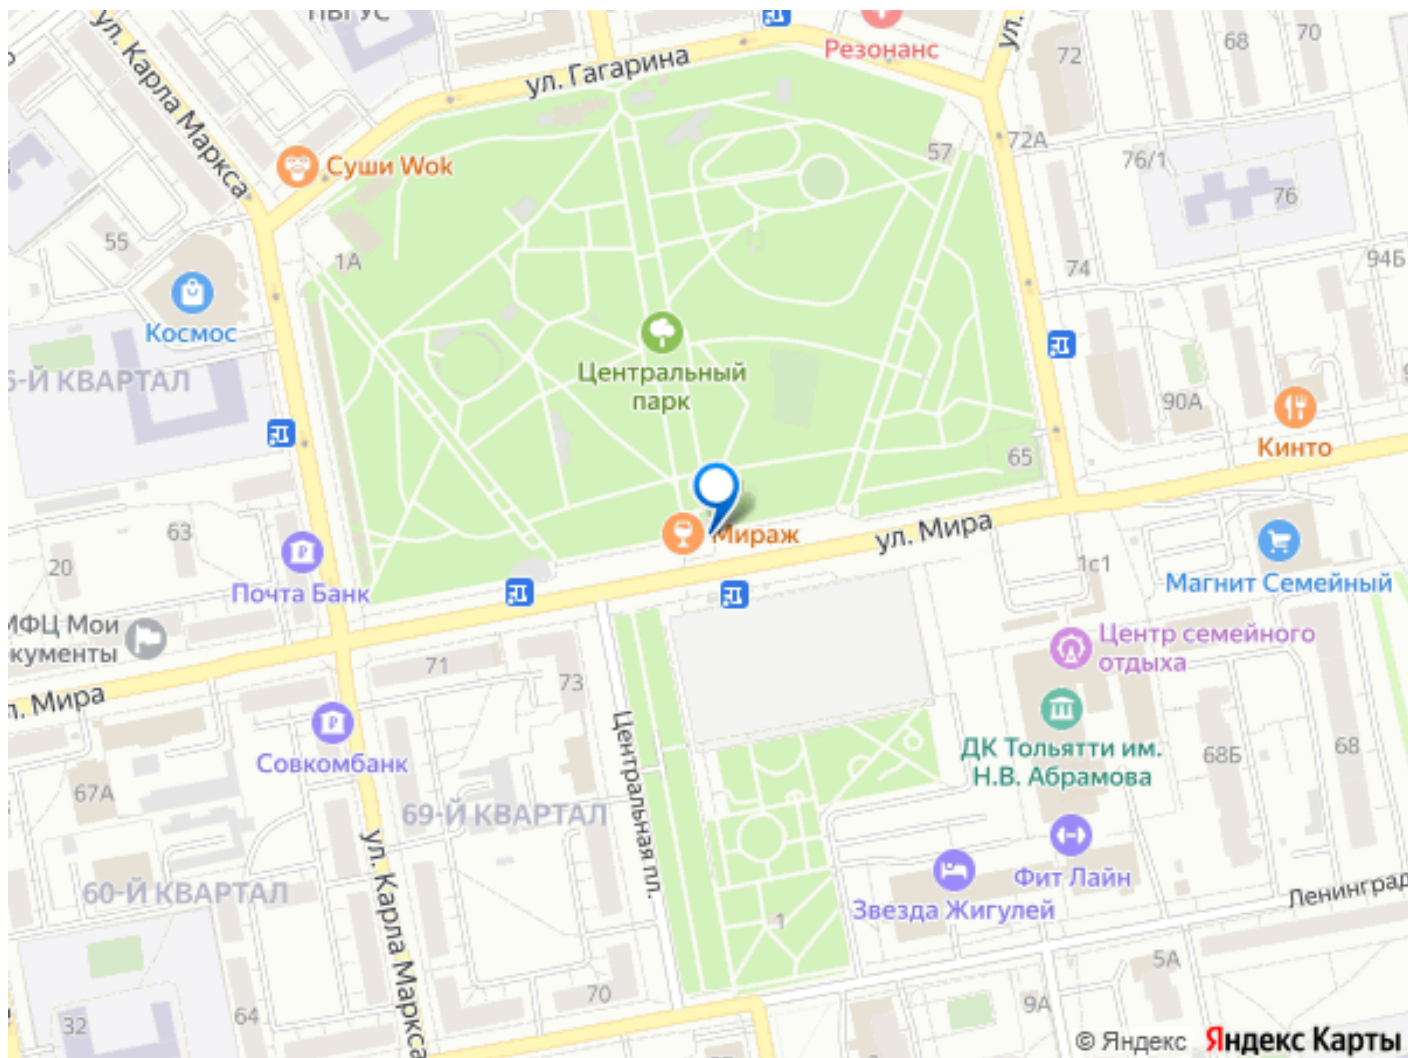 ПВГУС
ул. Карла Маркса
ул. Гагарина
Резонанс
ул.
72
68
70
72А
57
76/1
76
Суши Wok
55
1А
74
94Б
Космос
Центральный
парк
КВАРТАЛ
90А
Кинто
65
63
20
Почта Банк
Мираж
ул. Мира
1с1
Магнит Семейный
МФЦ Мои
Центр семейного
отдыха
71
73
Мира
Совкомбанк
Центральная пл.
ДК Тольятти им.
Н.В. Абрамова
68Б
68
67А
69-Й КВАРТАЛ
ул. Карла Маркса
60-Й КВАРТАЛ
Фит Лайн
Звезда Жигулей
Ленинград
1
5А
70
9А
64
32
© Яндекс Яндекс Карты